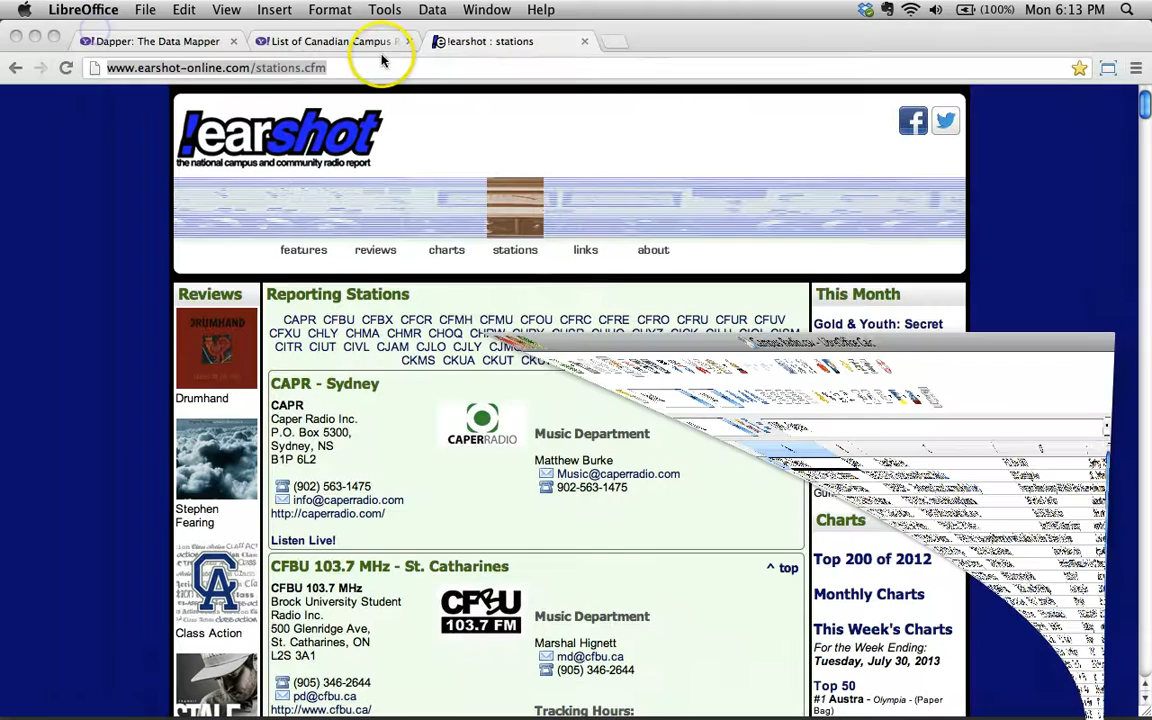 LibreOffice File Edit View Insert Format Tools Data Window Help (100%) Mon 6:13 PM
Dapper: The Data Mapper List of Canadian Campus !earshot : stations
www.earshot-online.com/stations.cfm
!earshot
the national campus and community radio report
features reviews charts stations links about
Reviews
Drumhand
Stephen
Fearing
Class Action
Reporting Stations
CAPR CFBU CFBX CFCR CFMH CFMU CFOU CFRC CFRE CFRO CFRU CFUR CFUV
CFXU CHLY CHMA CHMR CHOQ
CITR CIUT CIVL CJAM CJLO CJLY
CKMS CKUA CKUT
CAPR - Sydney
CAPR
Caper Radio Inc.
P.O. Box 5300,
Sydney, NS
B1P 6L2
(902) 563-1475
info@caperradio.com
http://caperradio.com/
Listen Live!
CAPERRADIO
Music Department
Matthew Burke
Music@caperradio.com
902-563-1475
CFBU 103.7 MHz - St. Catharines
^ top
CFBU 103.7 MHz
Brock University Student
Radio Inc.
500 Glenridge Ave,
St. Catharines, ON
L2S 3A1
(905) 346-2644
pd@cfbu.ca
http://www.cfbu.ca/
CFBU
103.7 FM
Music Department
Marshal Hignett
md@cfbu.ca
(905) 346-2644
Tracking Hours:
This Month
Gold & Youth: Secret
Charts
Top 200 of 2012
Monthly Charts
This Week's Charts
For the Week Ending:
Tuesday, July 30, 2013
Top 50
#1 Austra - Olympia - (Paper
Bag)